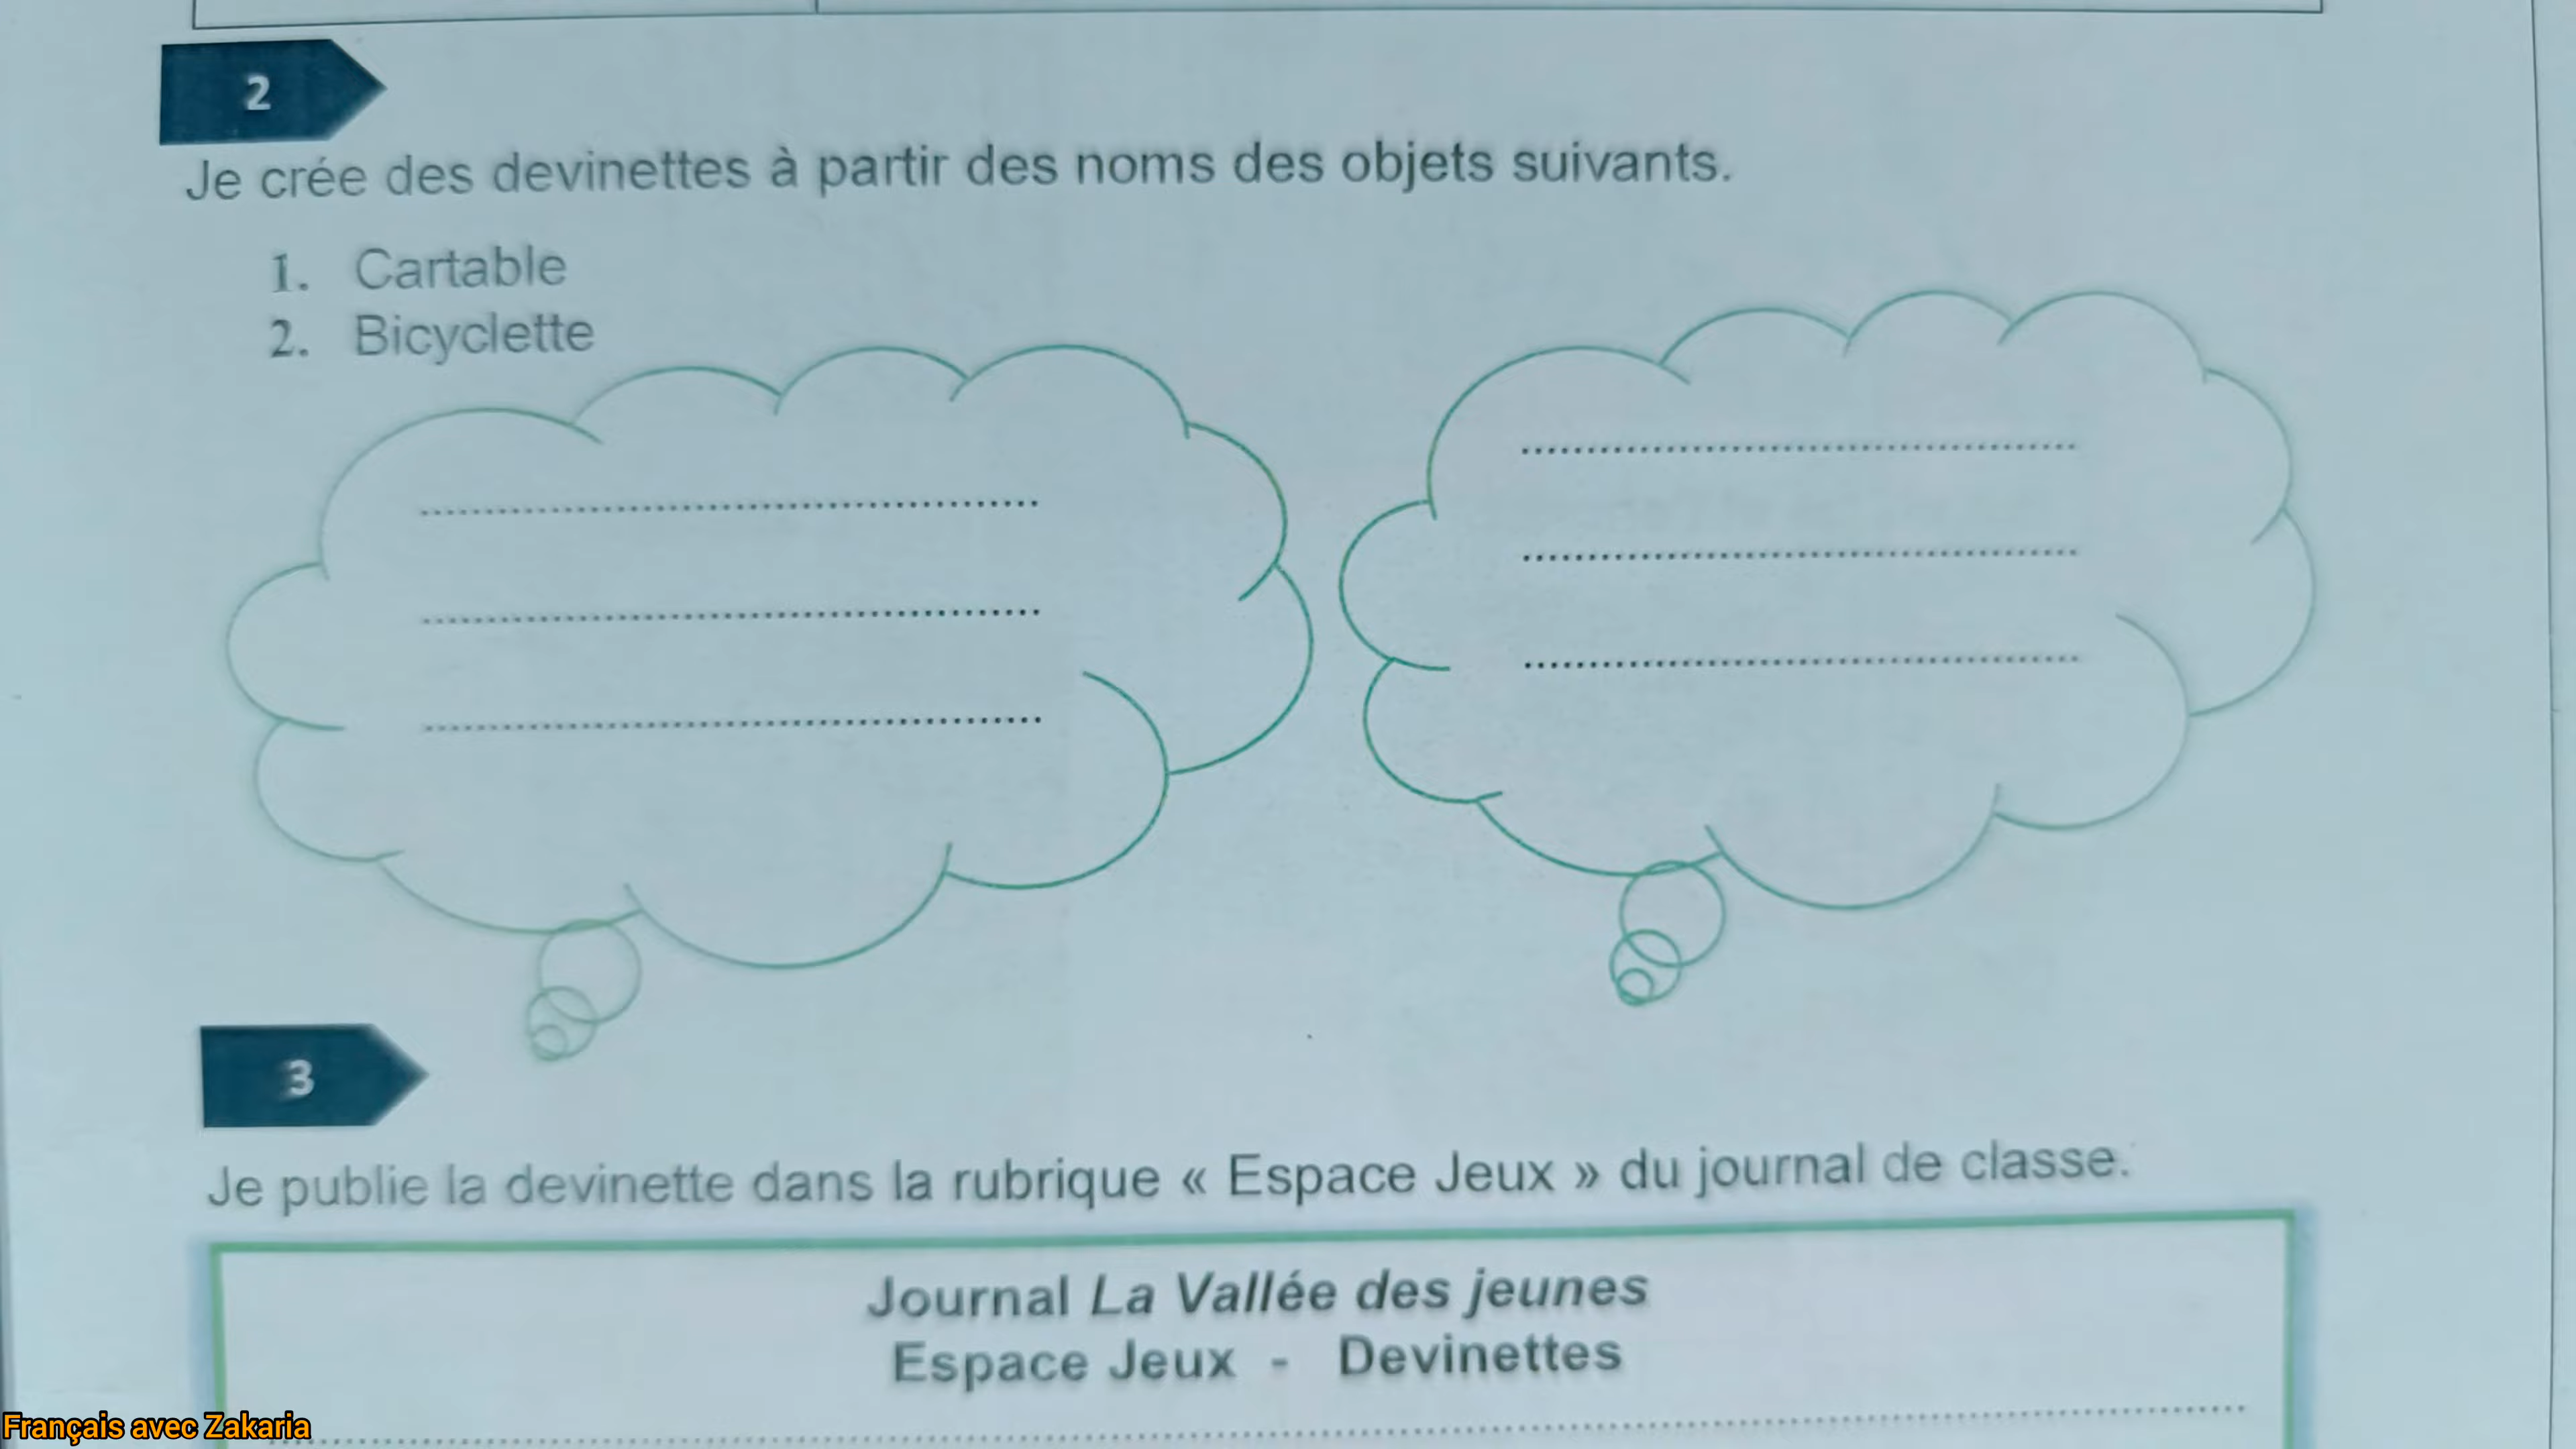 2
Je crée des devinettes à partir des noms des objets suivants.
1. Cartable
2. Bicyclette
3
Je publie la devinette dans la rubrique « Espace Jeux » du journal de classe.
Journal La Vallée des jeunes
Espace Jeux - Devinettes
Français avec Zakaria